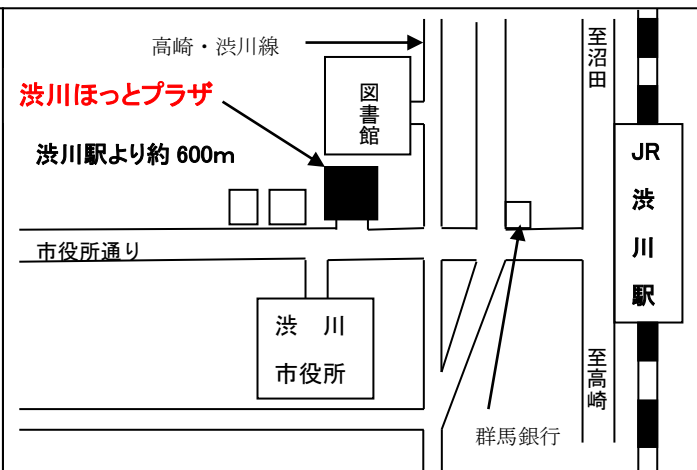 高崎・渋川線
渋川ほっとプラザ
渋川駅より約 600m
図書館
至沼田
JR渋川駅
市役所通り
渋 川
市役所
至高崎
群馬銀行